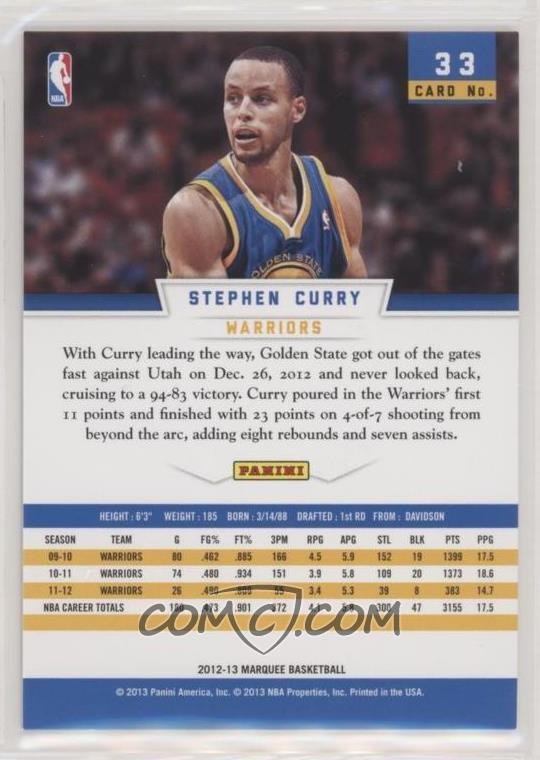 33
CARD No.
NBA
GOLDEN STATE
STEPHEN CURRY
WARRIORS
With Curry leading the way, Golden State got out of the gates
fast against Utah on Dec. 26, 2012 and never looked back,
cruising to a 94-83 victory. Curry poured in the Warriors' first
11 points and finished with 23 points on 4-of-7 shooting from
beyond the arc, adding eight rebounds and seven assists.
PANINI
HEIGHT : 6'3" WEIGHT : 185 BORN : 3/14/88 DRAFTED : 1st RD FROM : DAVIDSON
SEASON TEAM G FG% FT% 3PM RPG APG STL BLK PTS PPG
09-10 WARRIORS 80 .462 .885 166 4.5 5.9 152 19 1399 17.5
10-11 WARRIORS 74 .480 .934 151 3.9 5.8 109 20 1373 18.6
11-12 WARRIORS 26 .490 55 3.4 5.3 39 8 383 14.7
NBA CAREER TOTALS 180 .473 .901 372 4.1 5.8 300 47 3155 17.5
COMC.COM
2012-13 MARQUEE BASKETBALL
© 2013 Panini America, Inc. © 2013 NBA Properties, Inc. Printed in the USA.